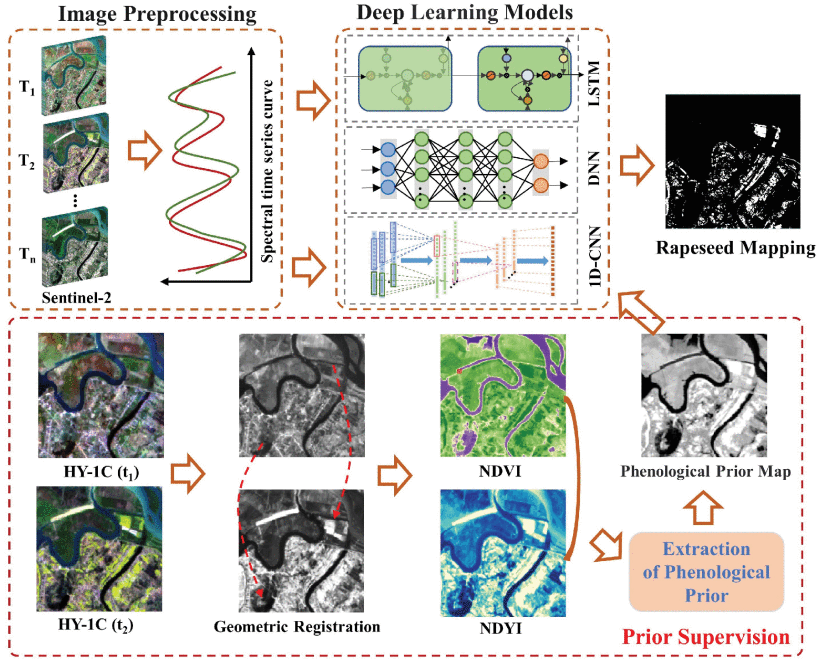 Image Preprocessing
Deep Learning Models
T1
T2
Tn
Sentinel-2
Spectral time series curve
LSTM
DNN
1D-CNN
Rapeseed Mapping
HY-1C (t1)
HY-1C (t2)
Geometric Registration
NDVI
NDYI
Phenological Prior Map
Extraction
of Phenological
Prior
Prior Supervision